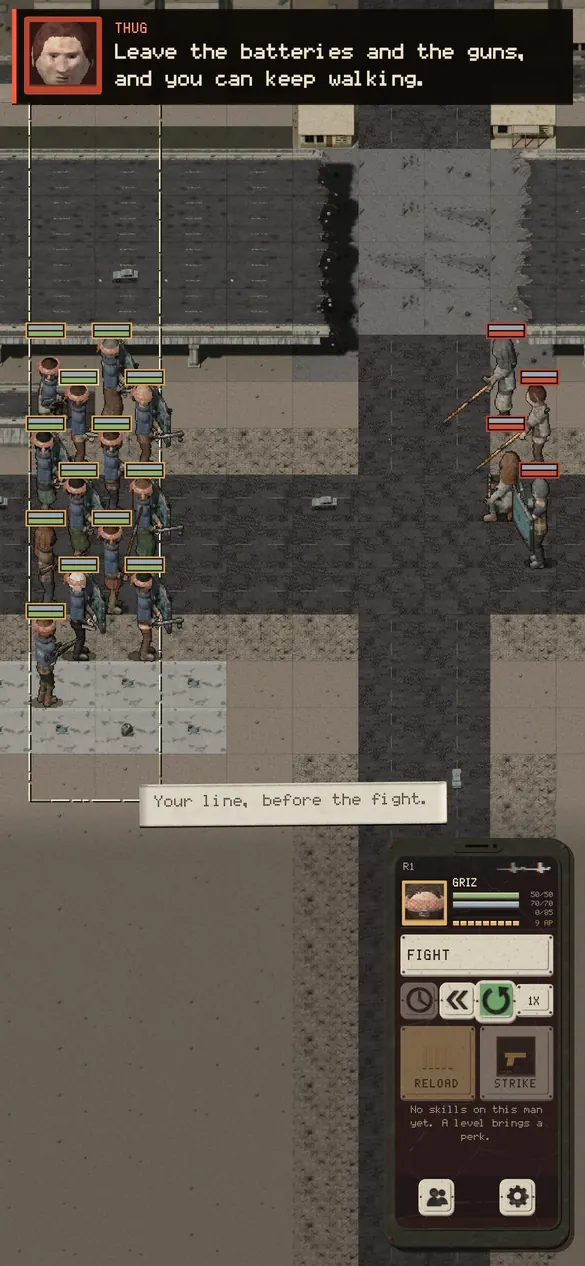 THUG
Leave the batteries and the guns,
and you can keep walking.
Your line, before the fight.
R1
GRIZ
50/50
70/70
0/85
9 AP
FIGHT
1X
RELOAD
STRIKE
No skills on this man
yet. A level brings a
perk.